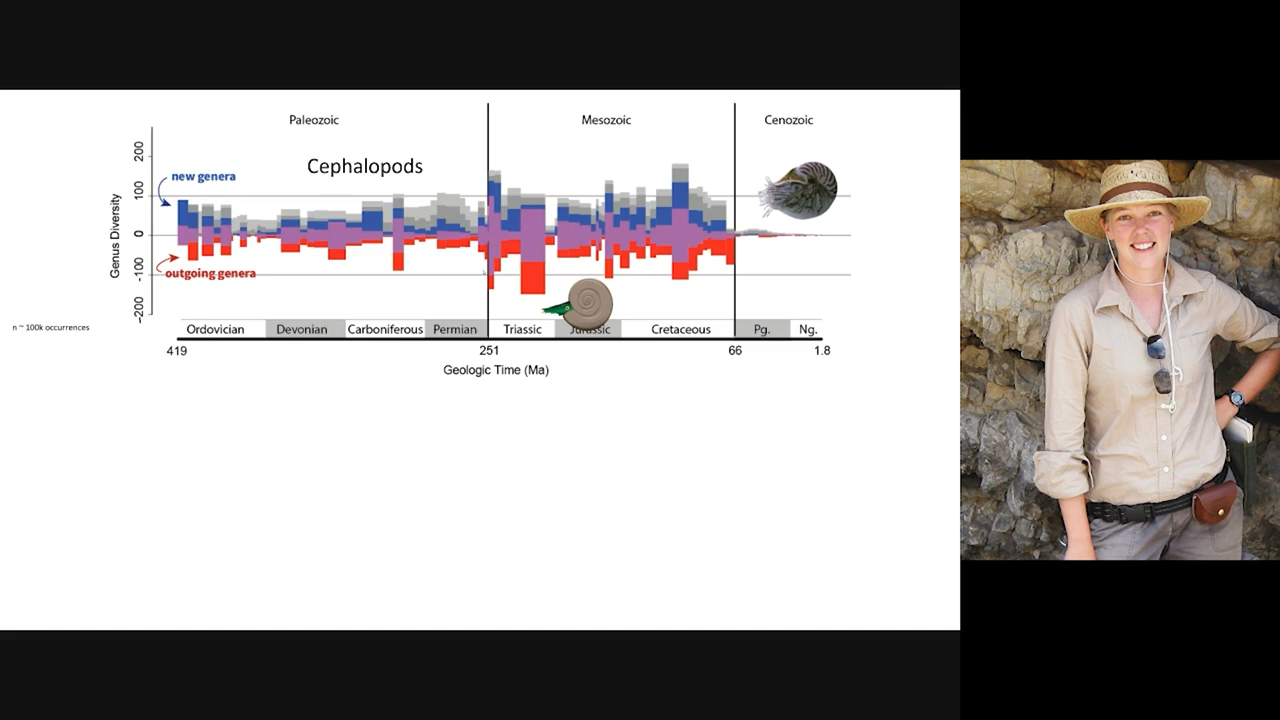 Paleozoic
Mesozoic
Cenozoic
Cephalopods
new genera
outgoing genera
Genus Diversity
200
100
0
-100
-200
n ~ 100k occurrences
Ordovician
Devonian
Carboniferous
Permian
Triassic
Jurassic
Cretaceous
Pg.
Ng.
419
251
66
1.8
Geologic Time (Ma)